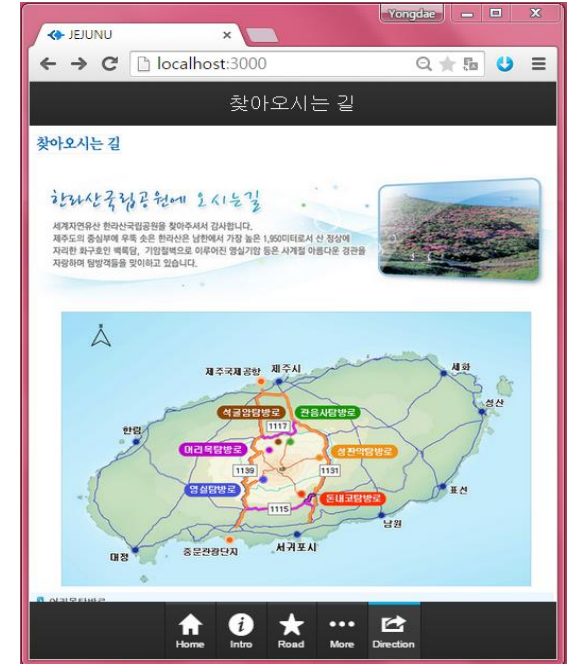 Yongdae
JEJUNU
localhost:3000
찾아오시는 길
찾아오시는 길
한라산국립공원에 오시는길
세계자연유산 한라산국립공원을 찾아주셔서 감사합니다.
제주도의 중심부에 우뚝 솟은 한라산은 남한에서 가장 높은 1,950미터로서 산 정상에
자리한 화구호인 백록담, 기암절벽으로 이루어진 영실기암 등은 사계절 아름다운 경관을
자랑하며 탐방객들을 맞이하고 있습니다.
제주국제공항 제주시
세화
성산
석굴암탐방로 관음사탐방로
1117
한림
어리목탐방로
성판악탐방로
1139
1131
영실탐방로
돈내코탐방로
표선
1115
남원
대정
중문관광단지
서귀포시
어리목탐방로
Home Intro Road More Direction